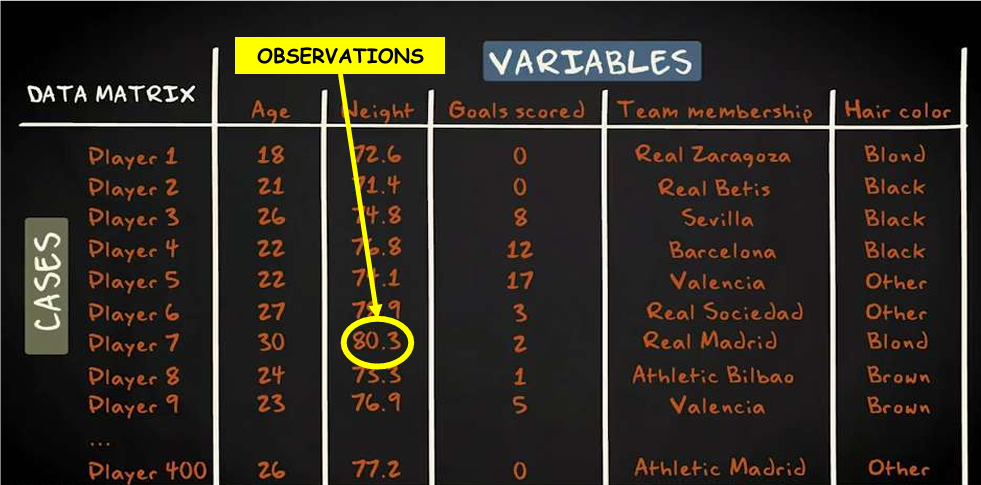 OBSERVATIONS
VARIABLES
DATA MATRIX
Age Weight Goals scored Team membership Hair color
CASES
Player 1 18 72.6 0 Real Zaragoza Blond
Player 2 21 71.4 0 Real Betis Black
Player 3 26 74.8 8 Sevilla Black
Player 4 22 76.8 12 Barcelona Black
Player 5 22 74.1 17 Valencia Other
Player 6 27 3 Real Sociedad Other
Player 7 30 80.3 2 Real Madrid Blond
Player 8 24 73.3 1 Athletic Bilbao Brown
Player 9 23 76.9 5 Valencia Brown
...
Player 400 26 77.2 0 Athletic Madrid Other